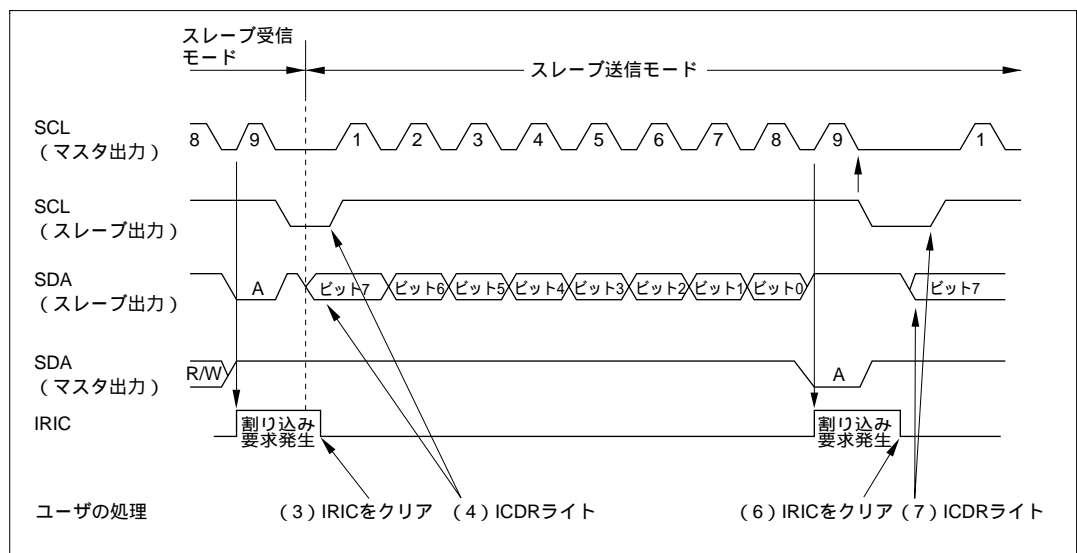 スレーブ受信
モード
スレーブ送信モード
SCL
（マスタ出力）
8 9 1 2 3 4 5 6 7 8 9 1
SCL
（スレーブ出力）
SDA
（スレーブ出力）
A ビット7 ビット6 ビット5 ビット4 ビット3 ビット2 ビット1 ビット0 ビット7
SDA
（マスタ出力）
R/W A
IRIC
割り込み
要求発生
割り込み
要求発生
ユーザの処理 （3）IRICをクリア （4）ICDRライト （6）IRICをクリア （7）ICDRライト